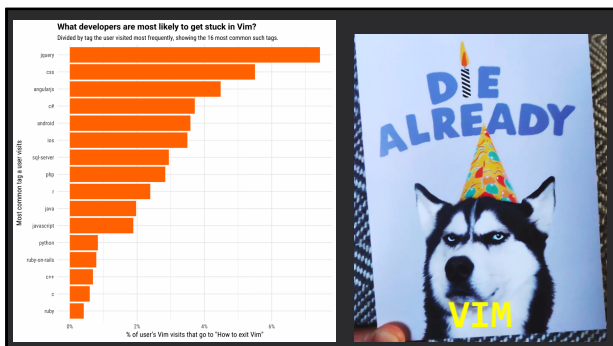 What developers are most likely to get stuck in Vim?
Divided by tag the user visited most frequently, showing the 16 most common such tags.
Most common tag a user visits
jquery
css
angularjs
c#
android
ios
sql-server
php
r
java
javascript
python
ruby-on-rails
c++
c
ruby
0%
2%
4%
6%
% of user's Vim visits that go to "How to exit Vim"
DIE
ALREADY
VIM